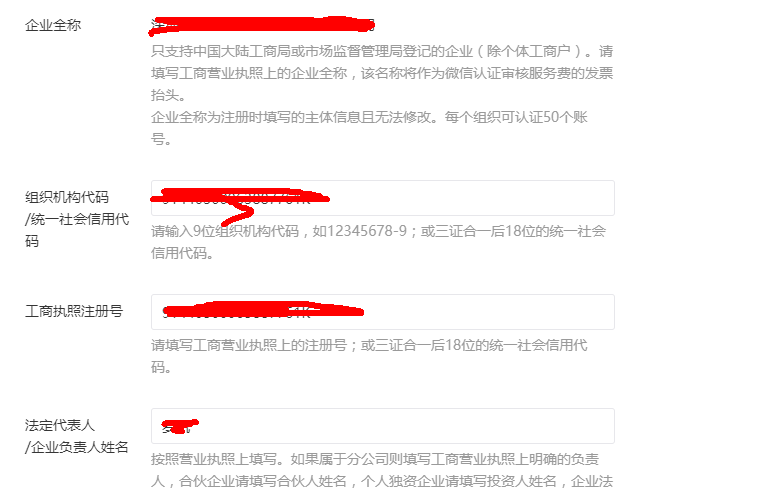 企业全称
只支持中国大陆工商局或市场监督管理局登记的企业（除个体工商户）。请
填写工商营业执照上的企业全称，该名称将作为微信认证审核服务费的发票
抬头。
企业全称为注册时填写的主体信息且无法修改。每个组织可认证50个账
号。
组织机构代码
/统一社会信用代
码
请输入9位组织机构代码，如12345678-9；或三证合一后18位的统一社会
信用代码。
工商执照注册号
请填写工商营业执照上的注册号；或三证合一后18位的统一社会信用代
码。
法定代表人
/企业负责人姓名
按照营业执照上填写。如果属于分公司则填写工商营业执照上明确的负责
人，合伙企业请填写合伙人姓名，个人独资企业请填写投资人姓名，企业法